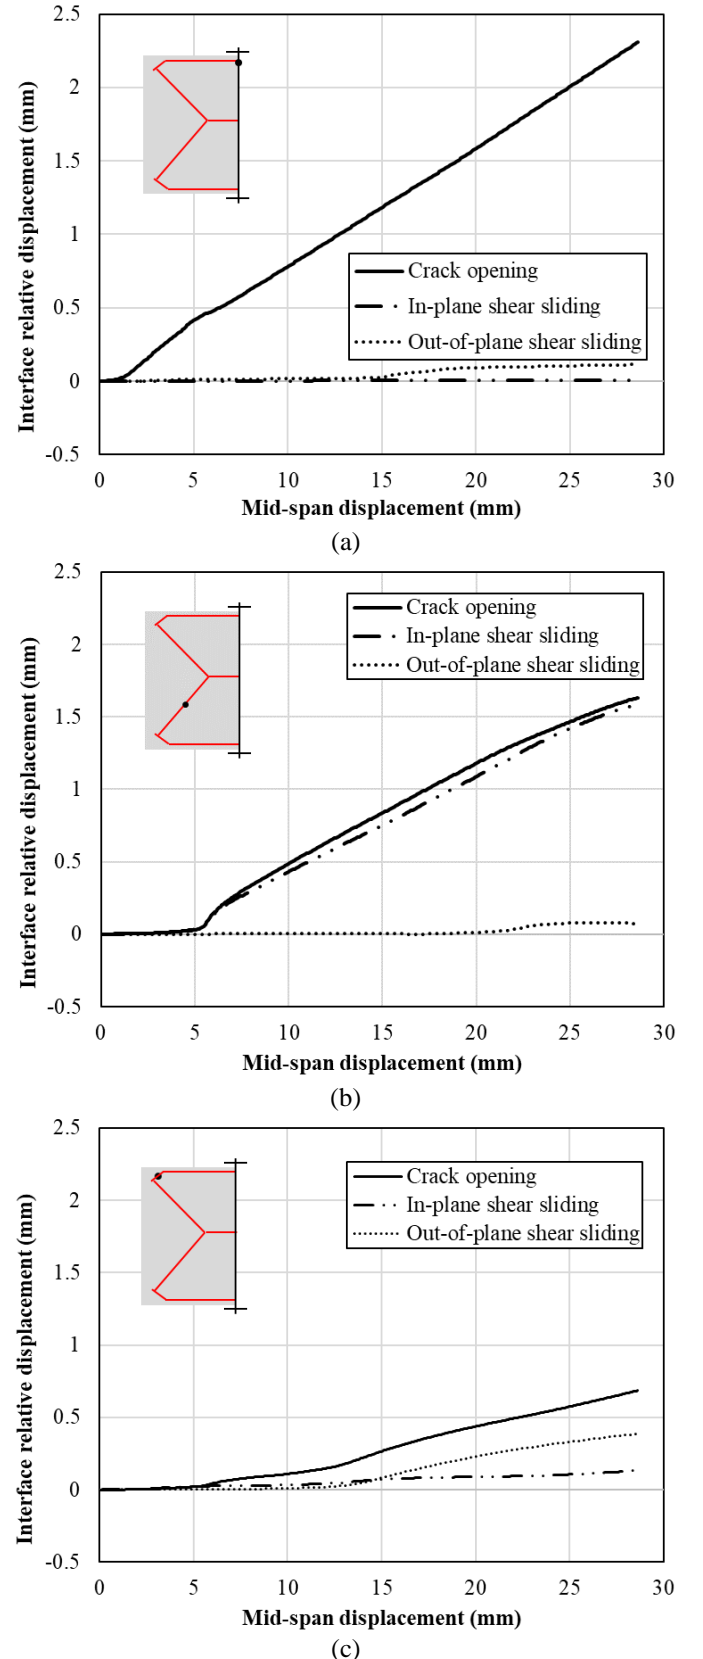 2.5
2
1.5
1
0.5
0
-0.5
Interface relative displacement (mm)
Crack opening
In-plane shear sliding
Out-of-plane shear sliding
0 5 10 15 20 25 30
Mid-span displacement (mm)
(a)
2.5
2
1.5
1
0.5
0
-0.5
Interface relative displacement (mm)
Crack opening
In-plane shear sliding
Out-of-plane shear sliding
0 5 10 15 20 25 30
Mid-span displacement (mm)
(b)
2.5
2
1.5
1
0.5
0
-0.5
Interface relative displacement (mm)
Crack opening
In-plane shear sliding
Out-of-plane shear sliding
0 5 10 15 20 25 30
Mid-span displacement (mm)
(c)